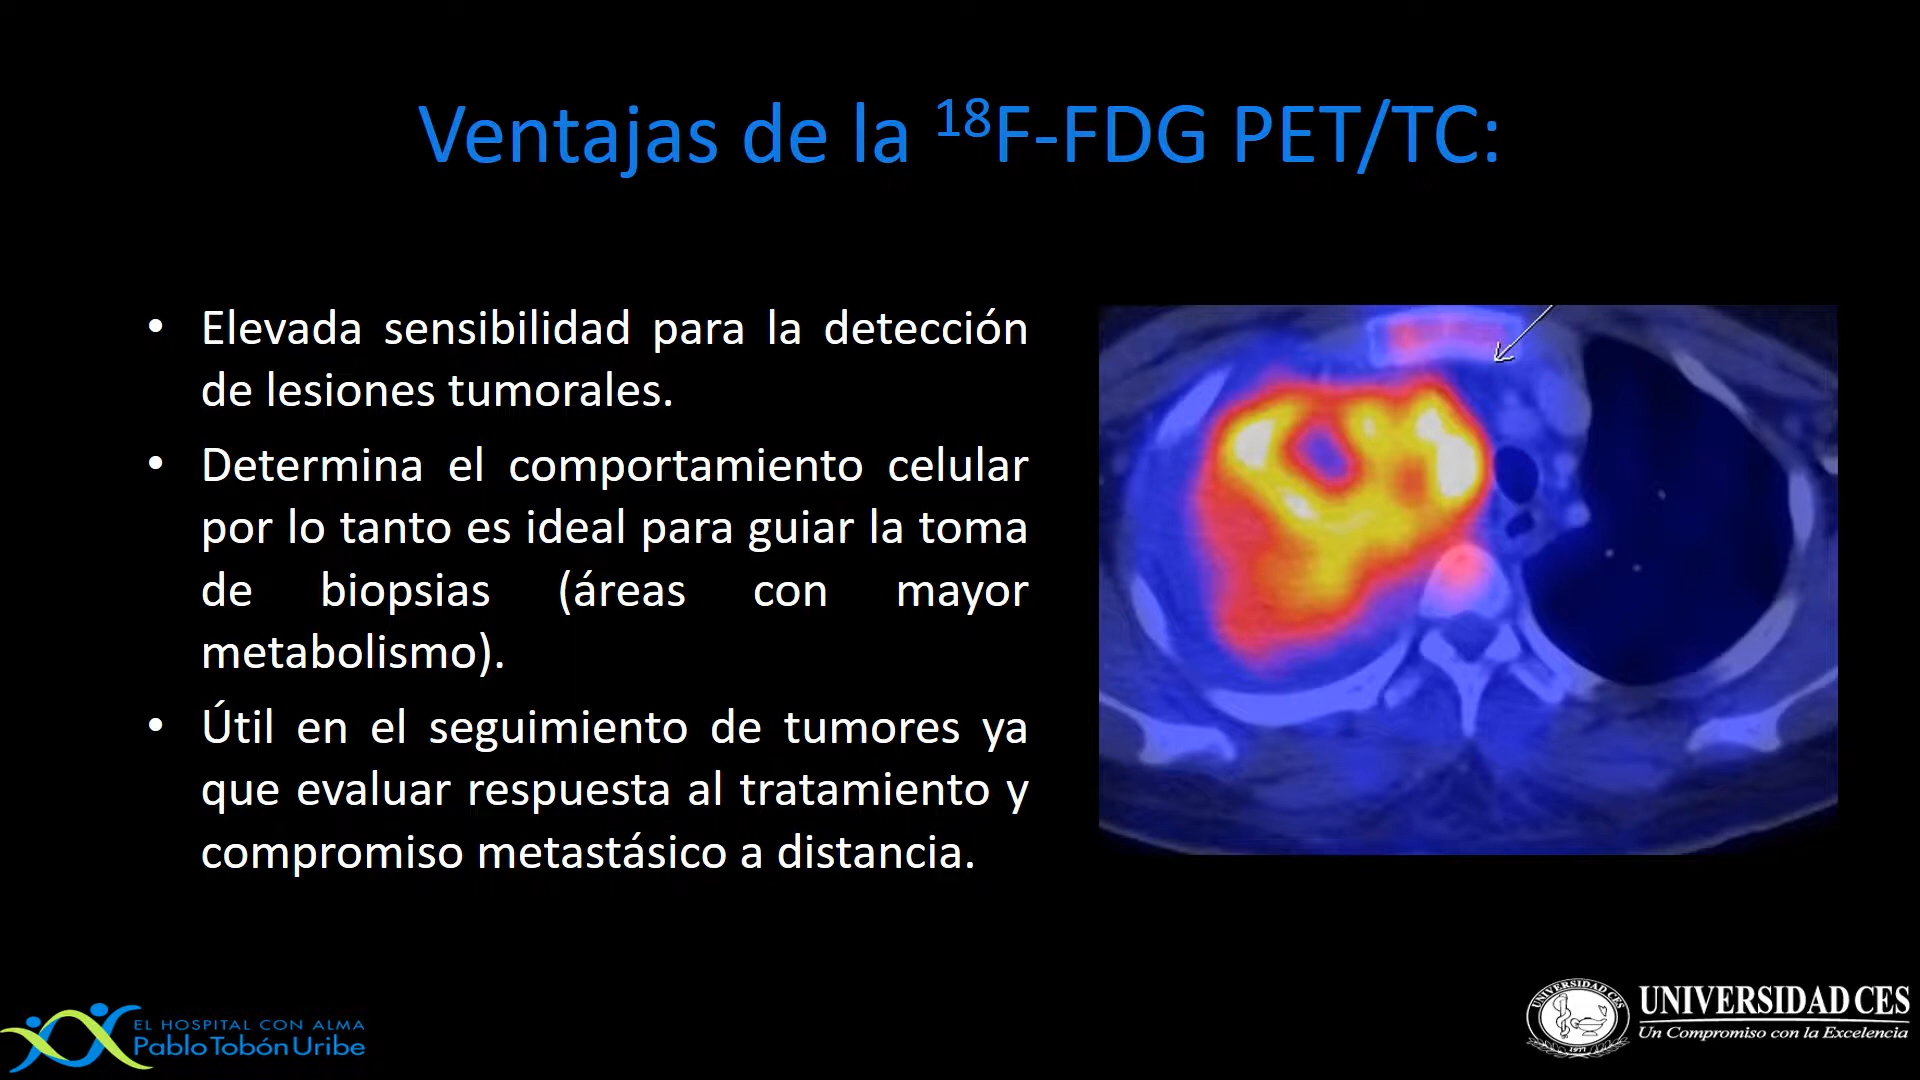 Ventajas de la ¹⁸F-FDG PET/TC:
• Elevada sensibilidad para la detección
de lesiones tumorales.
• Determina el comportamiento celular
por lo tanto es ideal para guiar la toma
de biopsias (áreas con mayor
metabolismo).
• Útil en el seguimiento de tumores ya
que evaluar respuesta al tratamiento y
compromiso metastásico a distancia.
EL HOSPITAL CON ALMA
Pablo Tobón Uribe
UNIVERSIDAD CES
1977
UNIVERSIDAD CES
Un Compromiso con la Excelencia